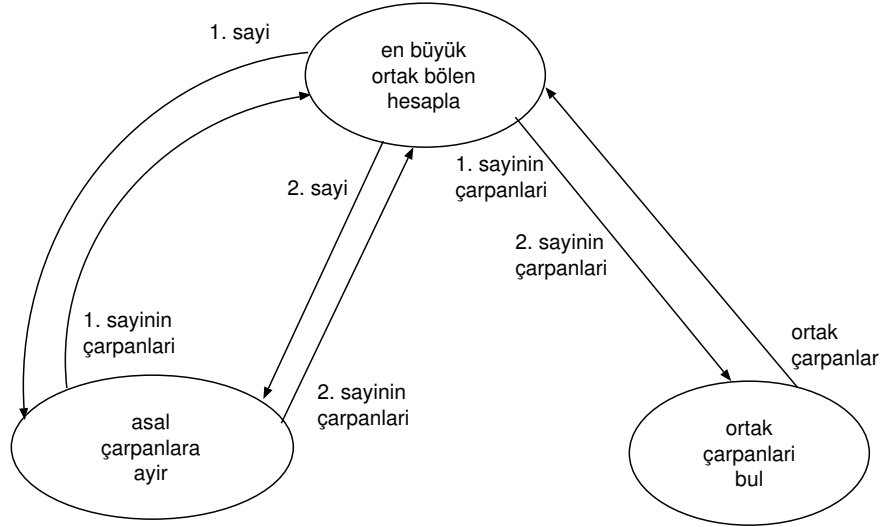 1. sayi
en büyük
ortak bölen
hesapla
2. sayi
1. sayinin
çarpanlari
2. sayinin
çarpanlari
1. sayinin
çarpanlari
2. sayinin
çarpanlari
ortak
çarpanlar
asal
çarpanlara
ayir
ortak
çarpanlari
bul